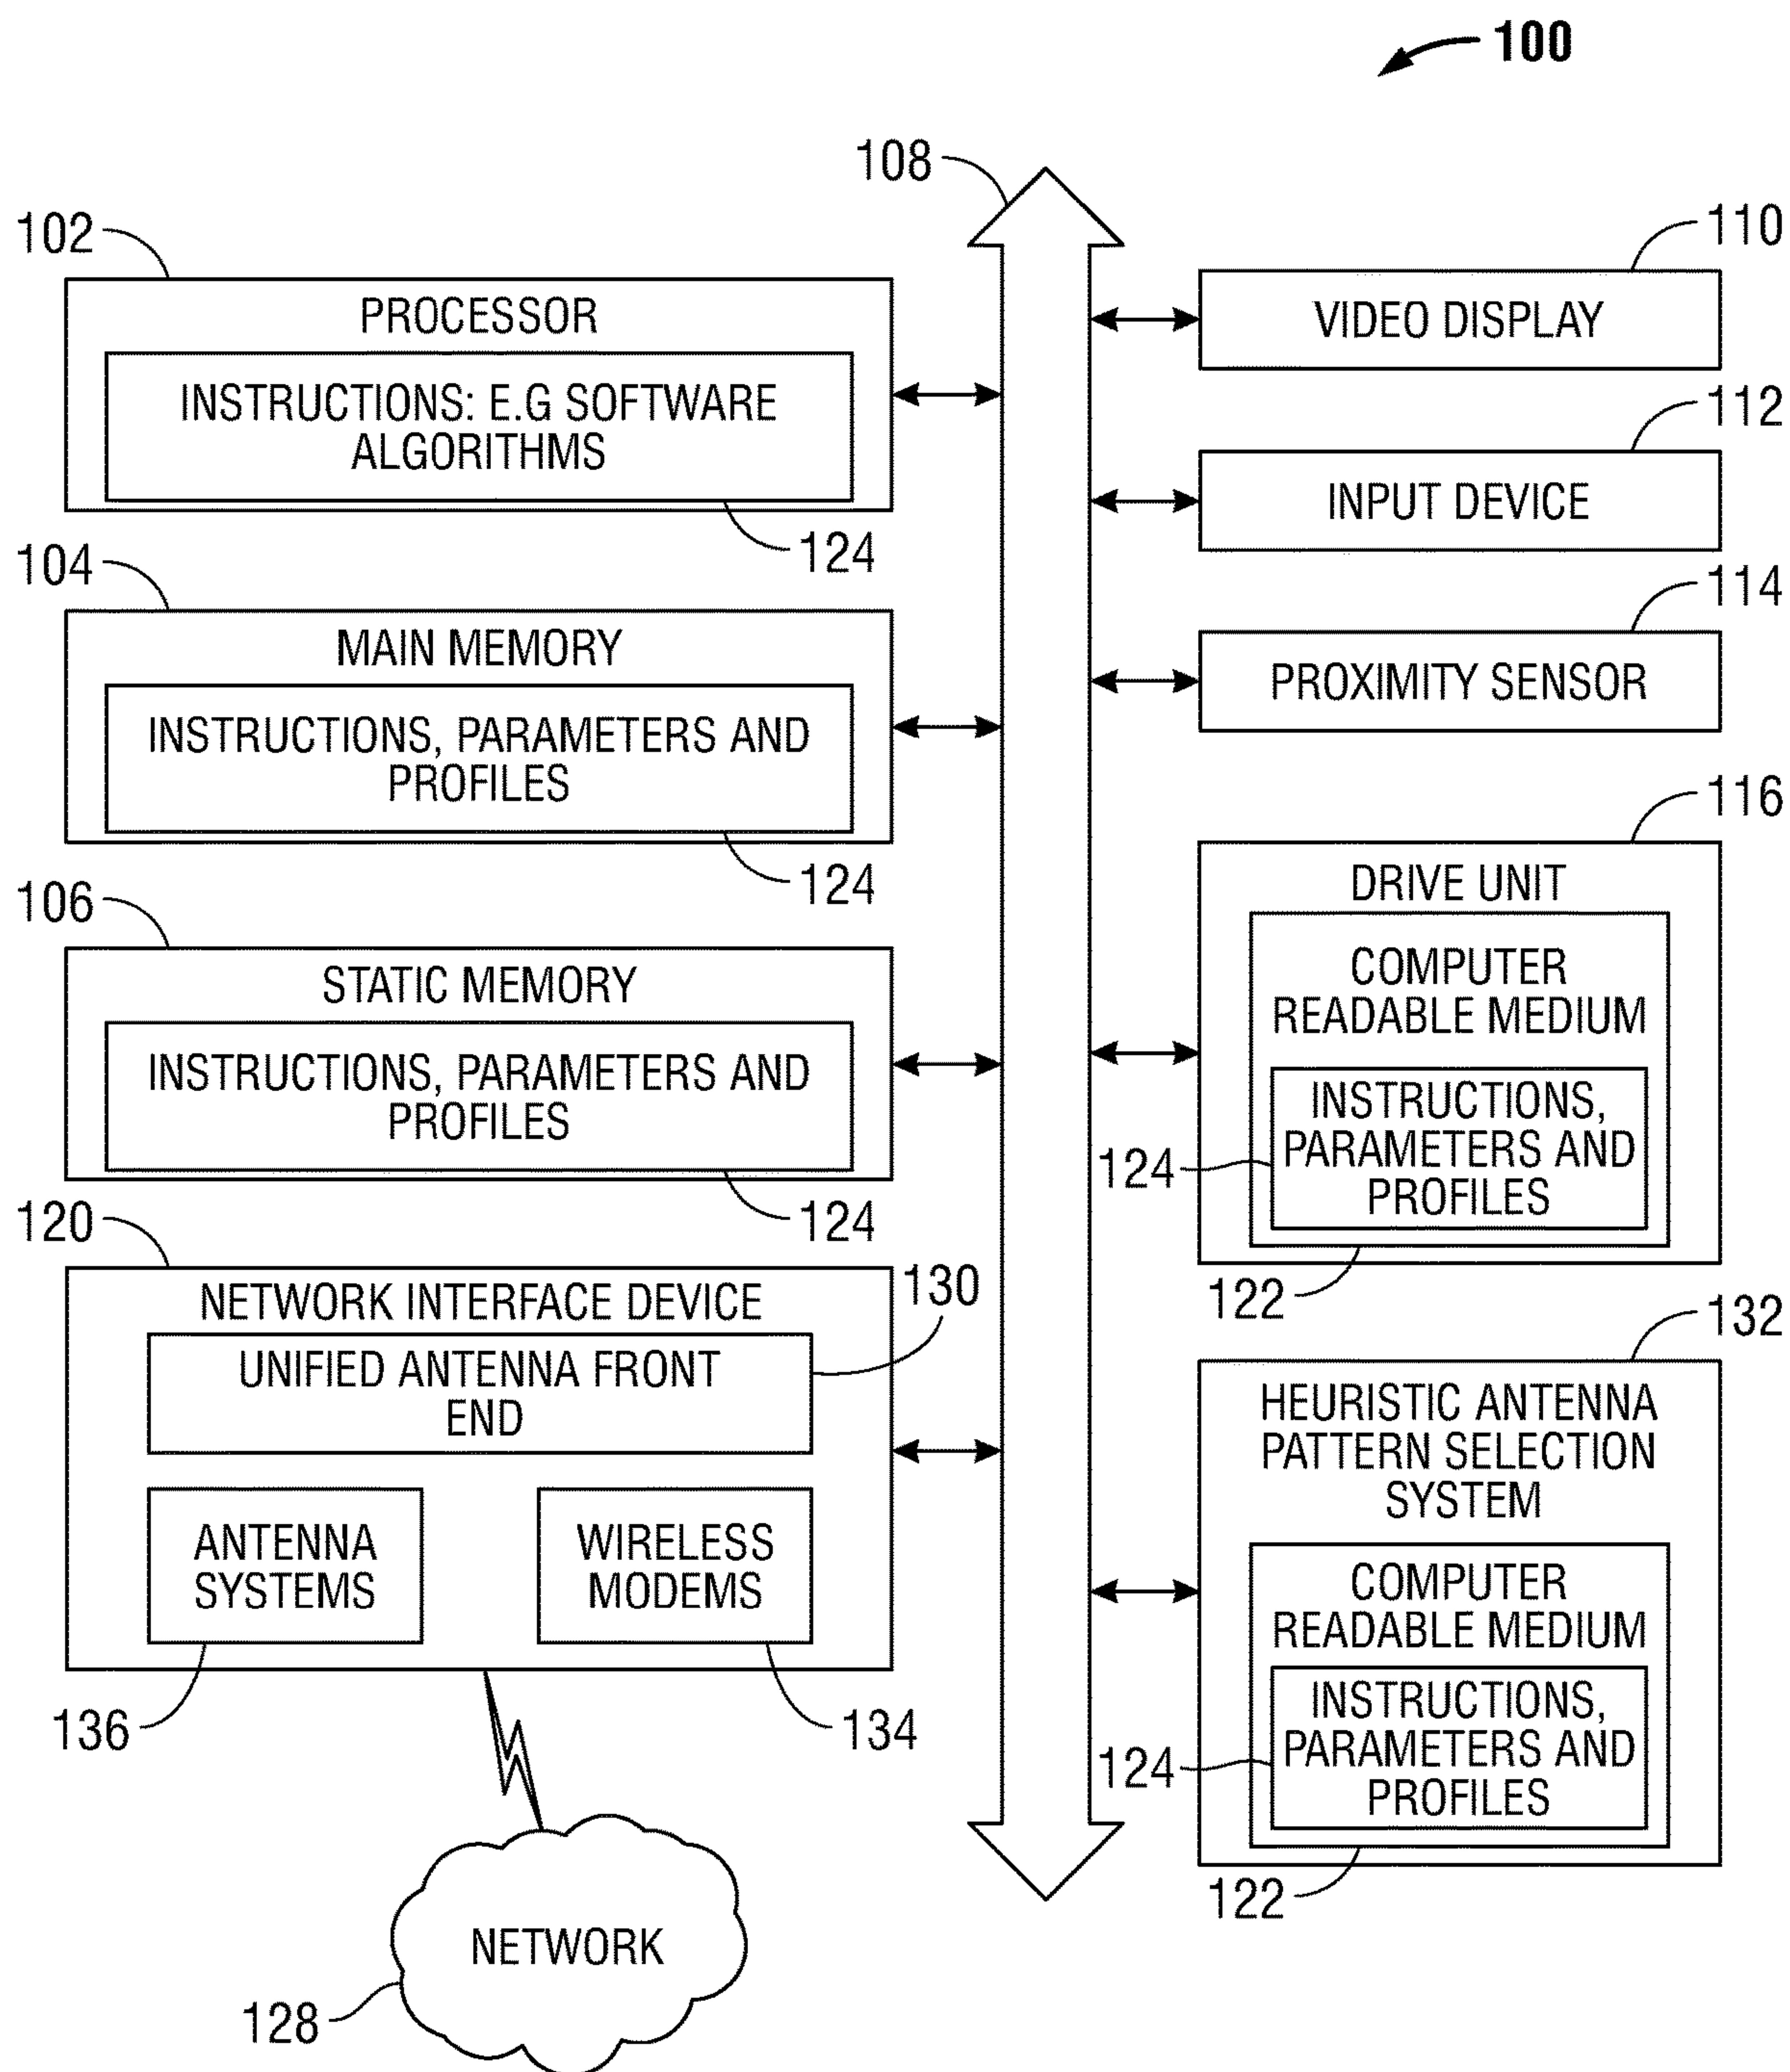 100
108
102
PROCESSOR
INSTRUCTIONS: E.G SOFTWARE
ALGORITHMS
124
104
MAIN MEMORY
INSTRUCTIONS, PARAMETERS AND
PROFILES
124
106
STATIC MEMORY
INSTRUCTIONS, PARAMETERS AND
PROFILES
124
120
NETWORK INTERFACE DEVICE
130
UNIFIED ANTENNA FRONT
END
ANTENNA
SYSTEMS
WIRELESS
MODEMS
136
134
NETWORK
128
110
VIDEO DISPLAY
112
INPUT DEVICE
114
PROXIMITY SENSOR
116
DRIVE UNIT
COMPUTER
READABLE MEDIUM
INSTRUCTIONS,
PARAMETERS AND
PROFILES
124
122
132
HEURISTIC ANTENNA
PATTERN SELECTION
SYSTEM
COMPUTER
READABLE MEDIUM
INSTRUCTIONS,
PARAMETERS AND
PROFILES
124
122